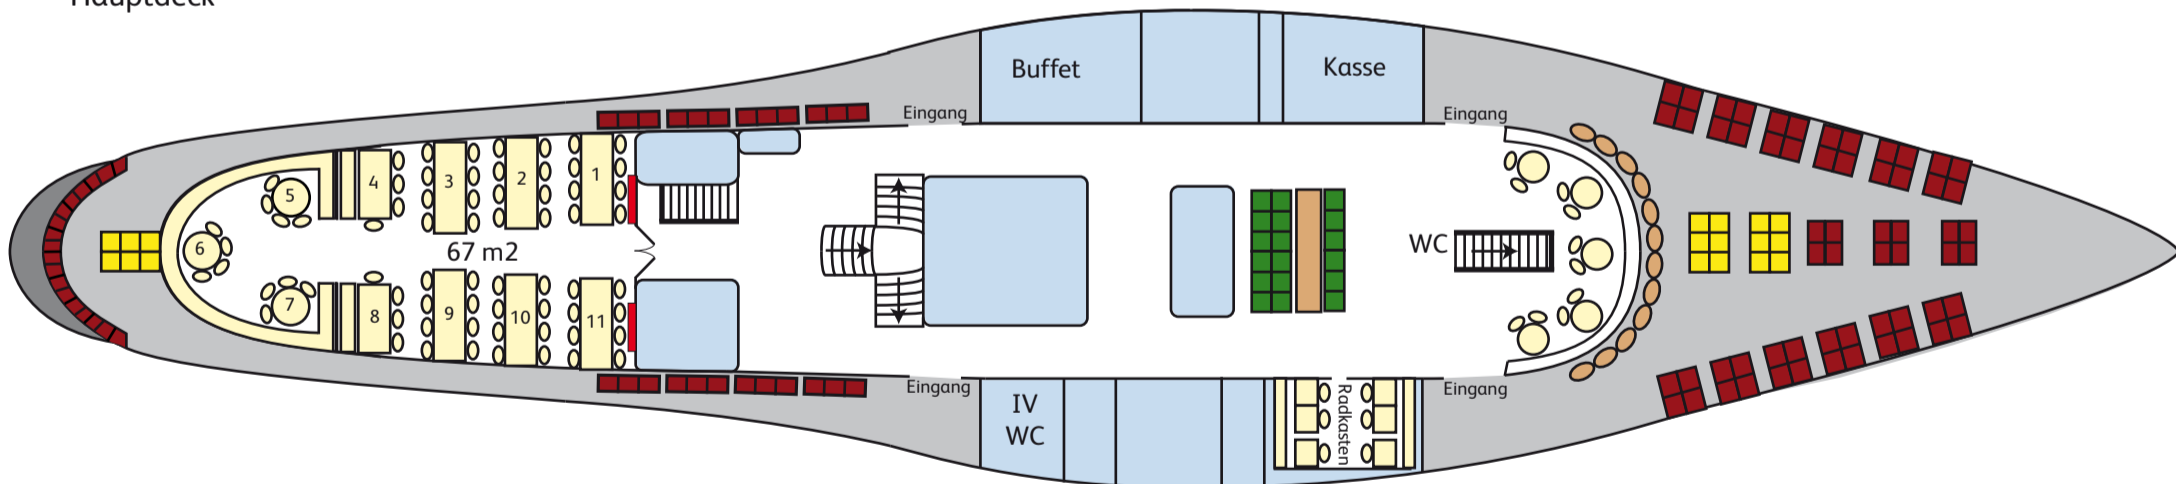 Hauptdeck
Buffet
Kasse
Eingang
Eingang
1
2
3
4
5
6
67 m2
WC
7
8
9
10
11
Eingang
Eingang
IV
WC
Radkasten